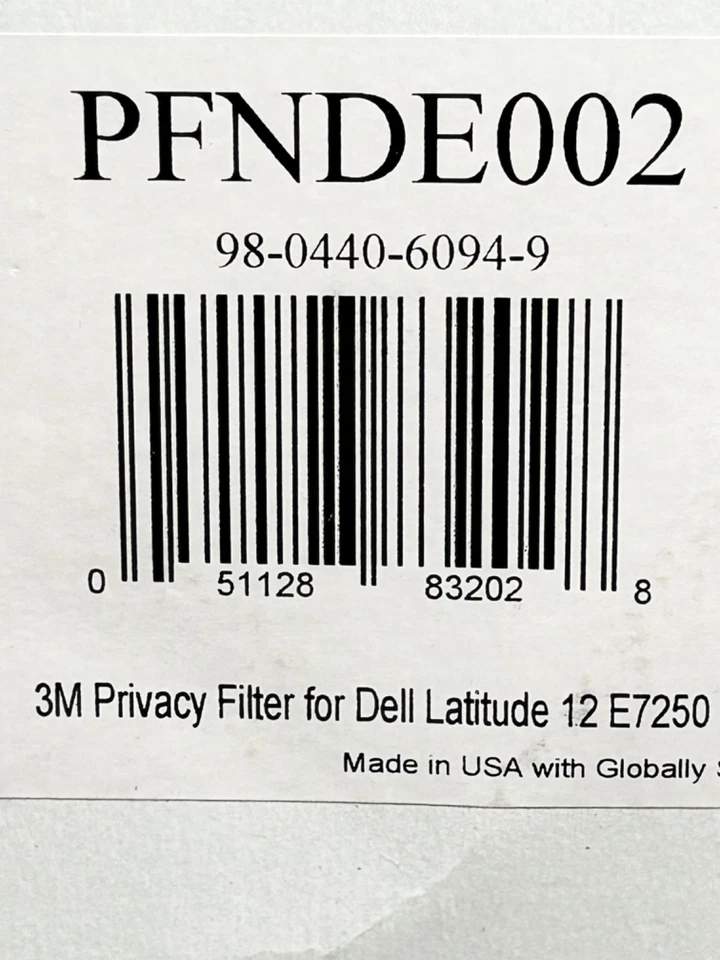 PFNDE002
98-0440-6094-9
0 51128 83202 8
3M Privacy Filter for Dell Latitude 12 E7250
Made in USA with Globally